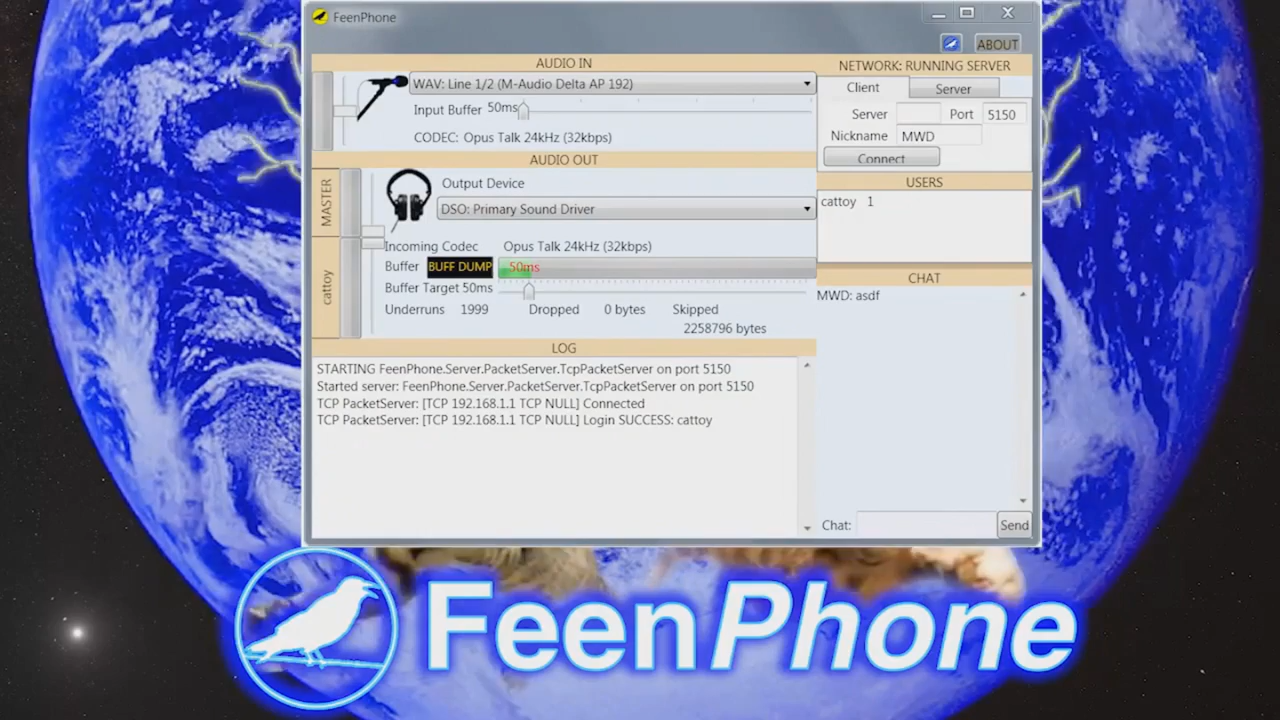 FeenPhone
ABOUT
AUDIO IN
WAV: Line 1/2 (M-Audio Delta AP 192)
Input Buffer 50ms
CODEC: Opus Talk 24kHz (32kbps)
AUDIO OUT
MASTER
Output Device
DSO: Primary Sound Driver
cattoy
Incoming Codec Opus Talk 24kHz (32kbps)
Buffer BUFF DUMP 50ms
Buffer Target 50ms
Underruns 1999 Dropped 0 bytes Skipped
2258796 bytes
LOG
STARTING FeenPhone.Server.PacketServer.TcpPacketServer on port 5150
Started server: FeenPhone.Server.PacketServer.TcpPacketServer on port 5150
TCP PacketServer: [TCP 192.168.1.1 TCP NULL] Connected
TCP PacketServer: [TCP 192.168.1.1 TCP NULL] Login SUCCESS: cattoy
NETWORK: RUNNING SERVER
Client Server
Server Port 5150
Nickname MWD
Connect
USERS
cattoy 1
CHAT
MWD: asdf
Chat: Send
FeenPhone